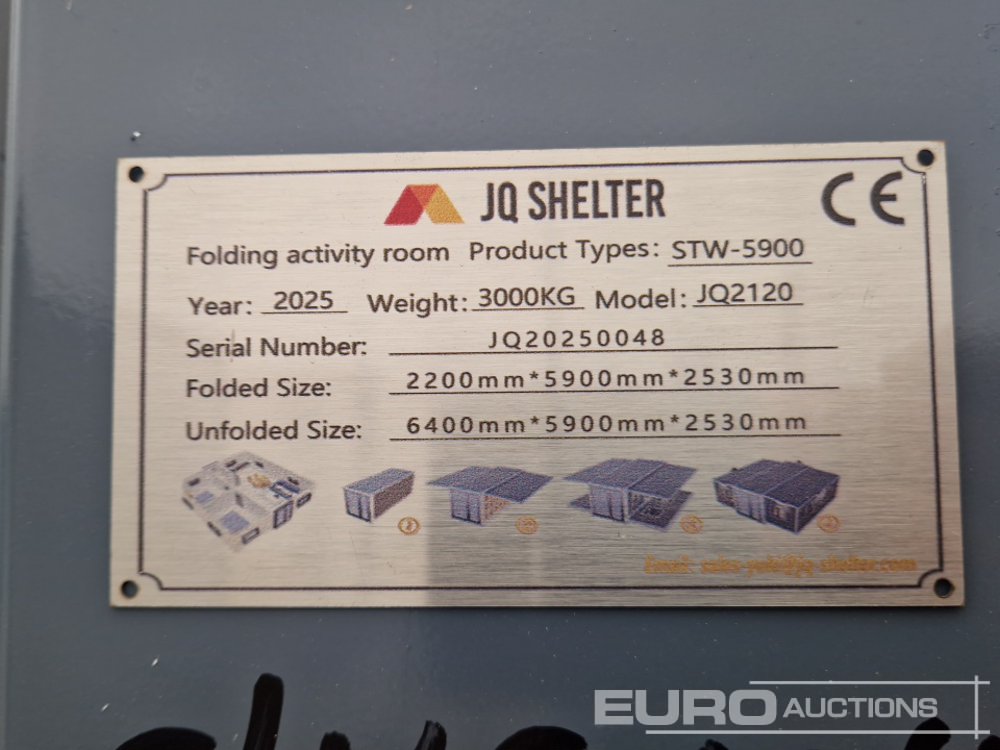 JQ SHELTER
CE
Folding activity room Product Types: STW-5900
Year: 2025 Weight: 3000KG Model: JQ2120
Serial Number: JQ20250048
Folded Size: 2200mm*5900mm*2530mm
Unfolded Size: 6400mm*5900mm*2530mm
Email:
EURO AUCTIONS